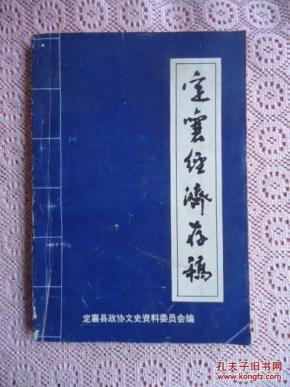 定襄经济存稿
定襄县政协文史资料委员会编
孔夫子旧书网